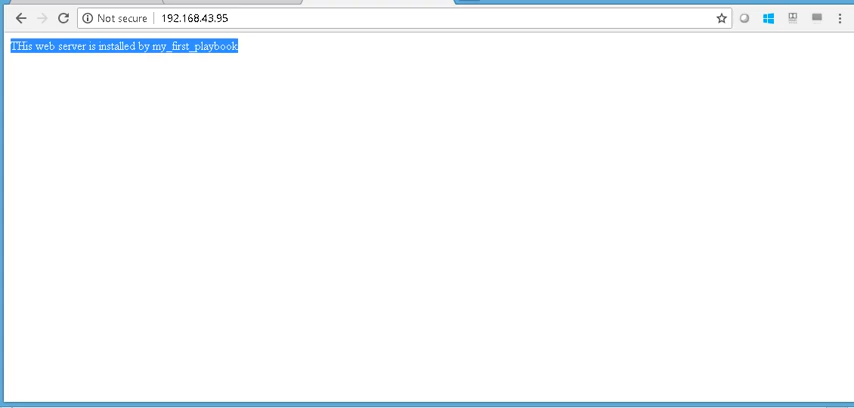 Not secure 192.168.43.95
THis web server is installed by my_first_playbook